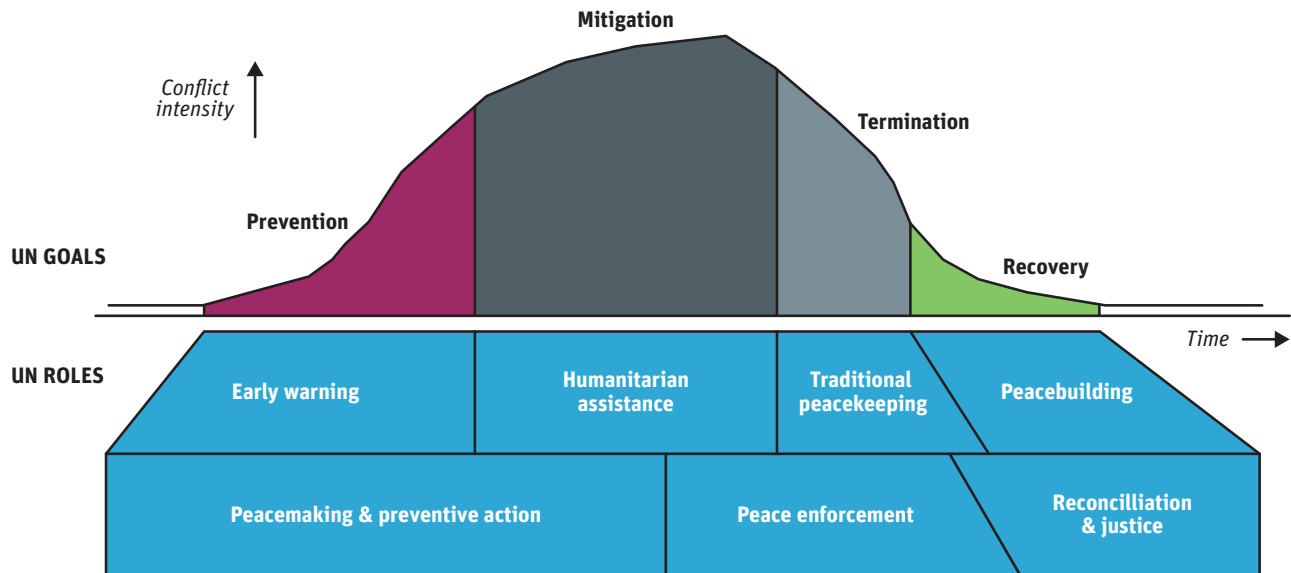 Mitigation
Conflict
intensity
Termination
Prevention
UN GOALS
Recovery
Time
UN ROLES
Early warning
Humanitarian
assistance
Traditional
peacekeeping
Peacebuilding
Peacemaking & preventive action
Peace enforcement
Reconcilliation
& justice